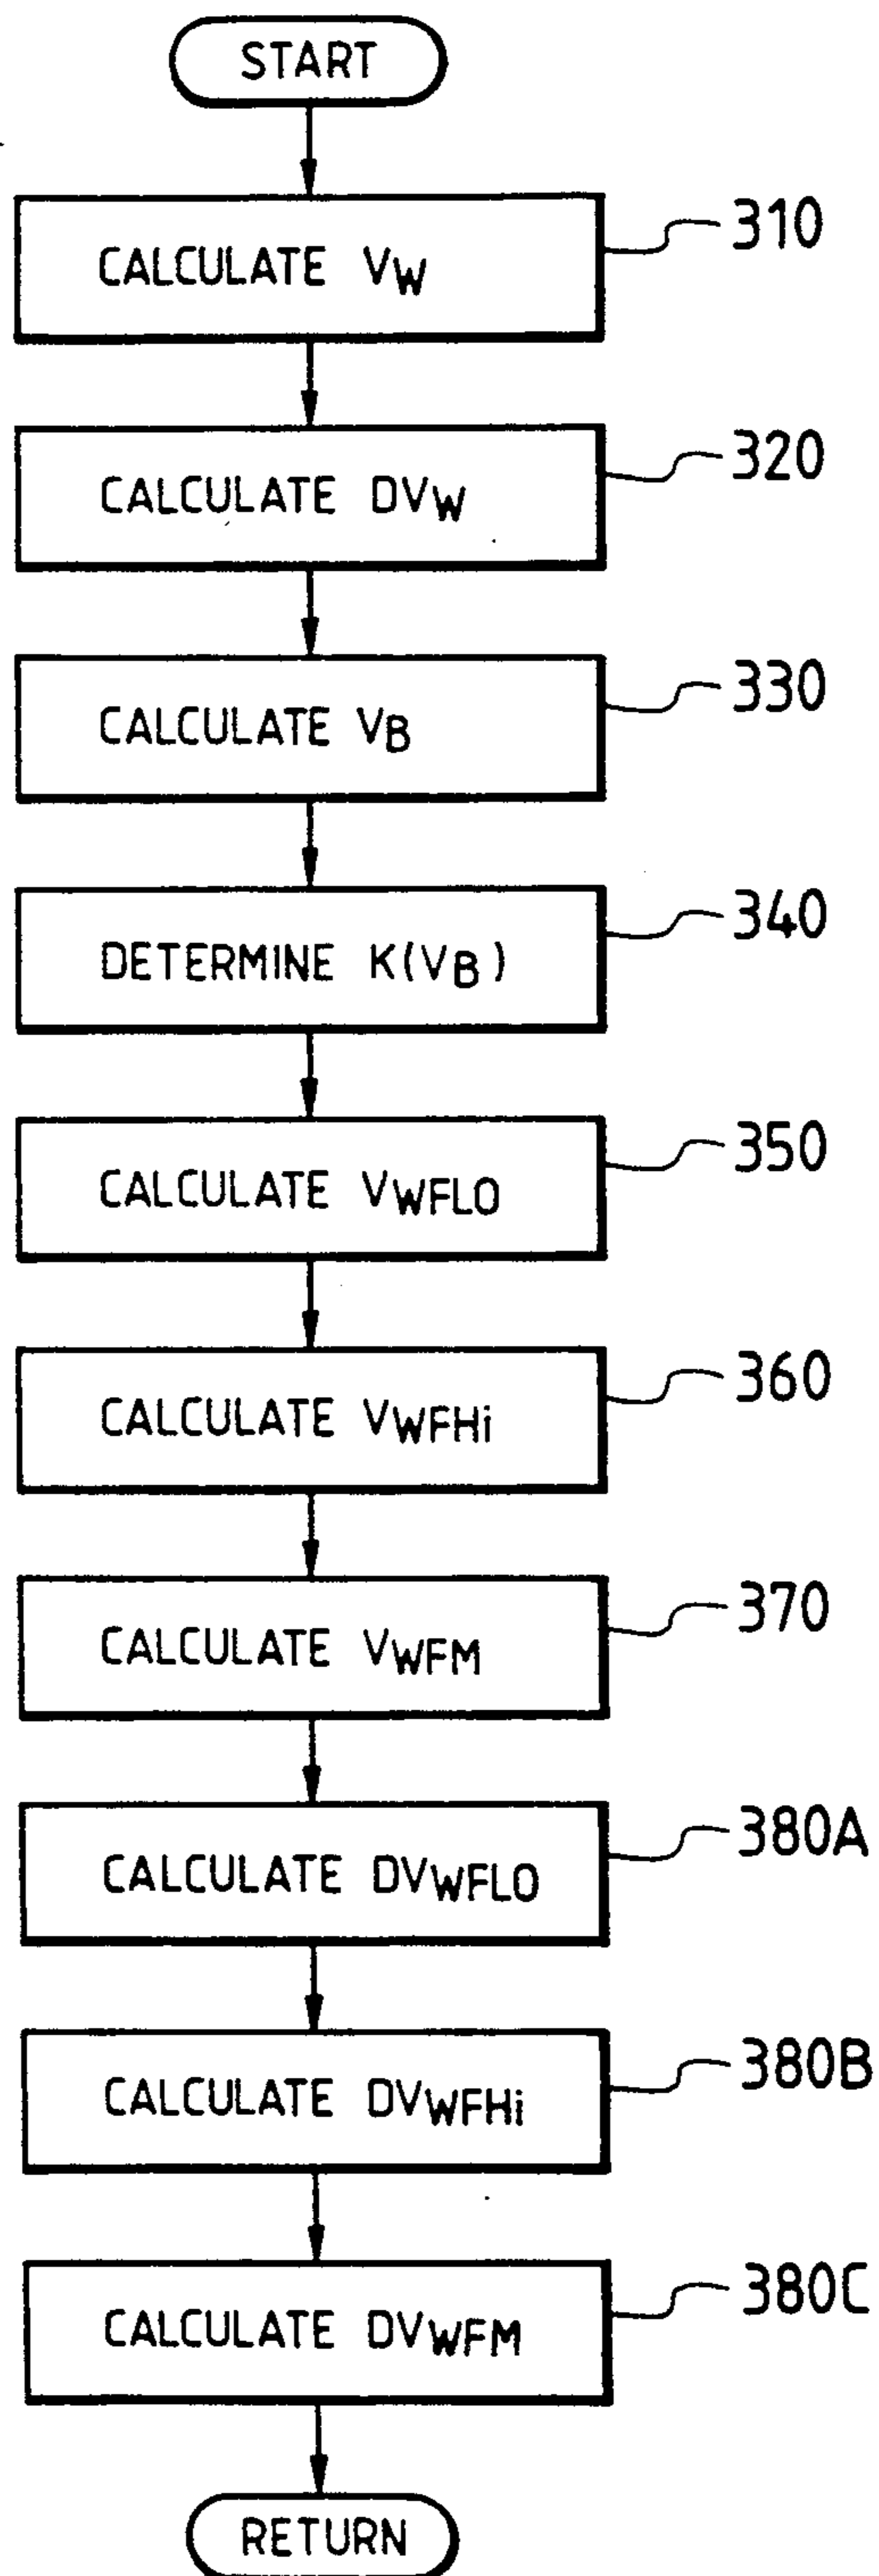 START
CALCULATE VW 310
CALCULATE DVW 320
CALCULATE VB 330
DETERMINE K(VB) 340
CALCULATE VWFLO 350
CALCULATE VWFHi 360
CALCULATE VWFM 370
CALCULATE DVWFLO 380A
CALCULATE DVWFHi 380B
CALCULATE DVWFM 380C
RETURN